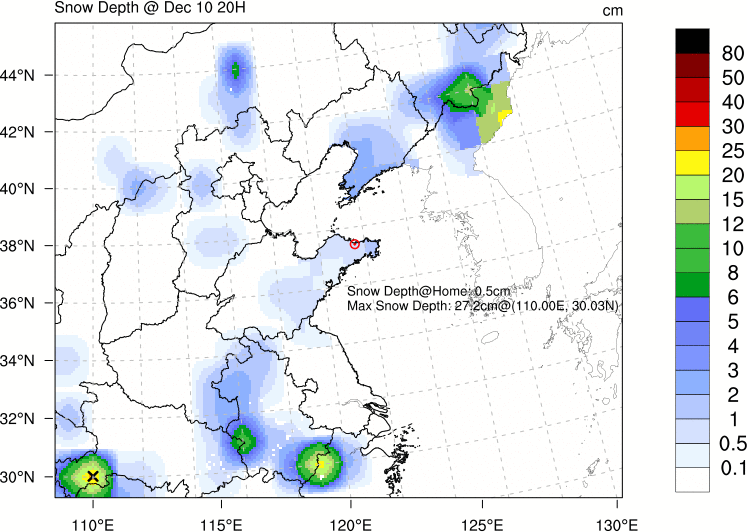 Snow Depth @ Dec 10 20H
cm
44°N
42°N
40°N
38°N
36°N
34°N
32°N
30°N
Snow Depth@Home: 0.5cm
Max Snow Depth: 27.2cm@(110.00E, 30.03N)
110°E
115°E
120°E
125°E
130°E
80
50
40
30
25
20
15
12
10
8
6
5
4
3
2
1
0.5
0.1